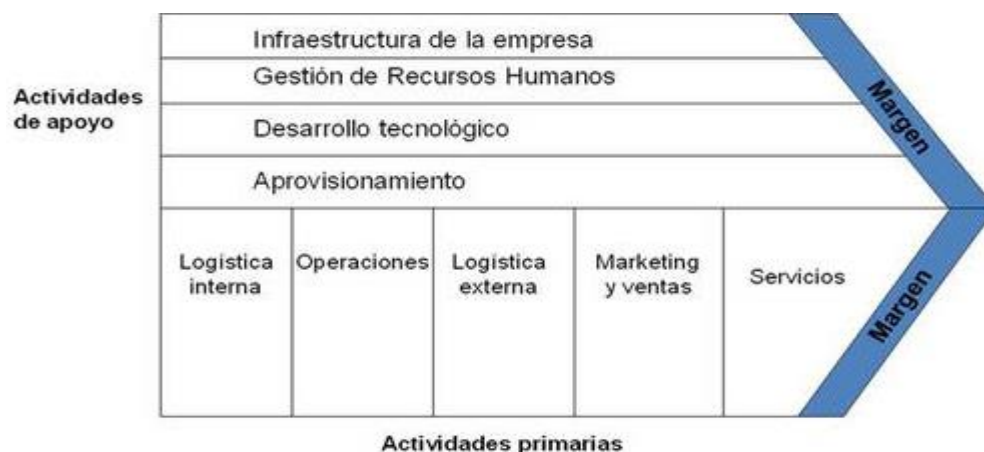 Infraestructura de la empresa
Gestión de Recursos Humanos
Actividades
de apoyo
Desarrollo tecnológico
Aprovisionamiento
Margen
Logística
interna
Operaciones
Logística
externa
Marketing
y ventas
Servicios
Margen
Actividades primarias